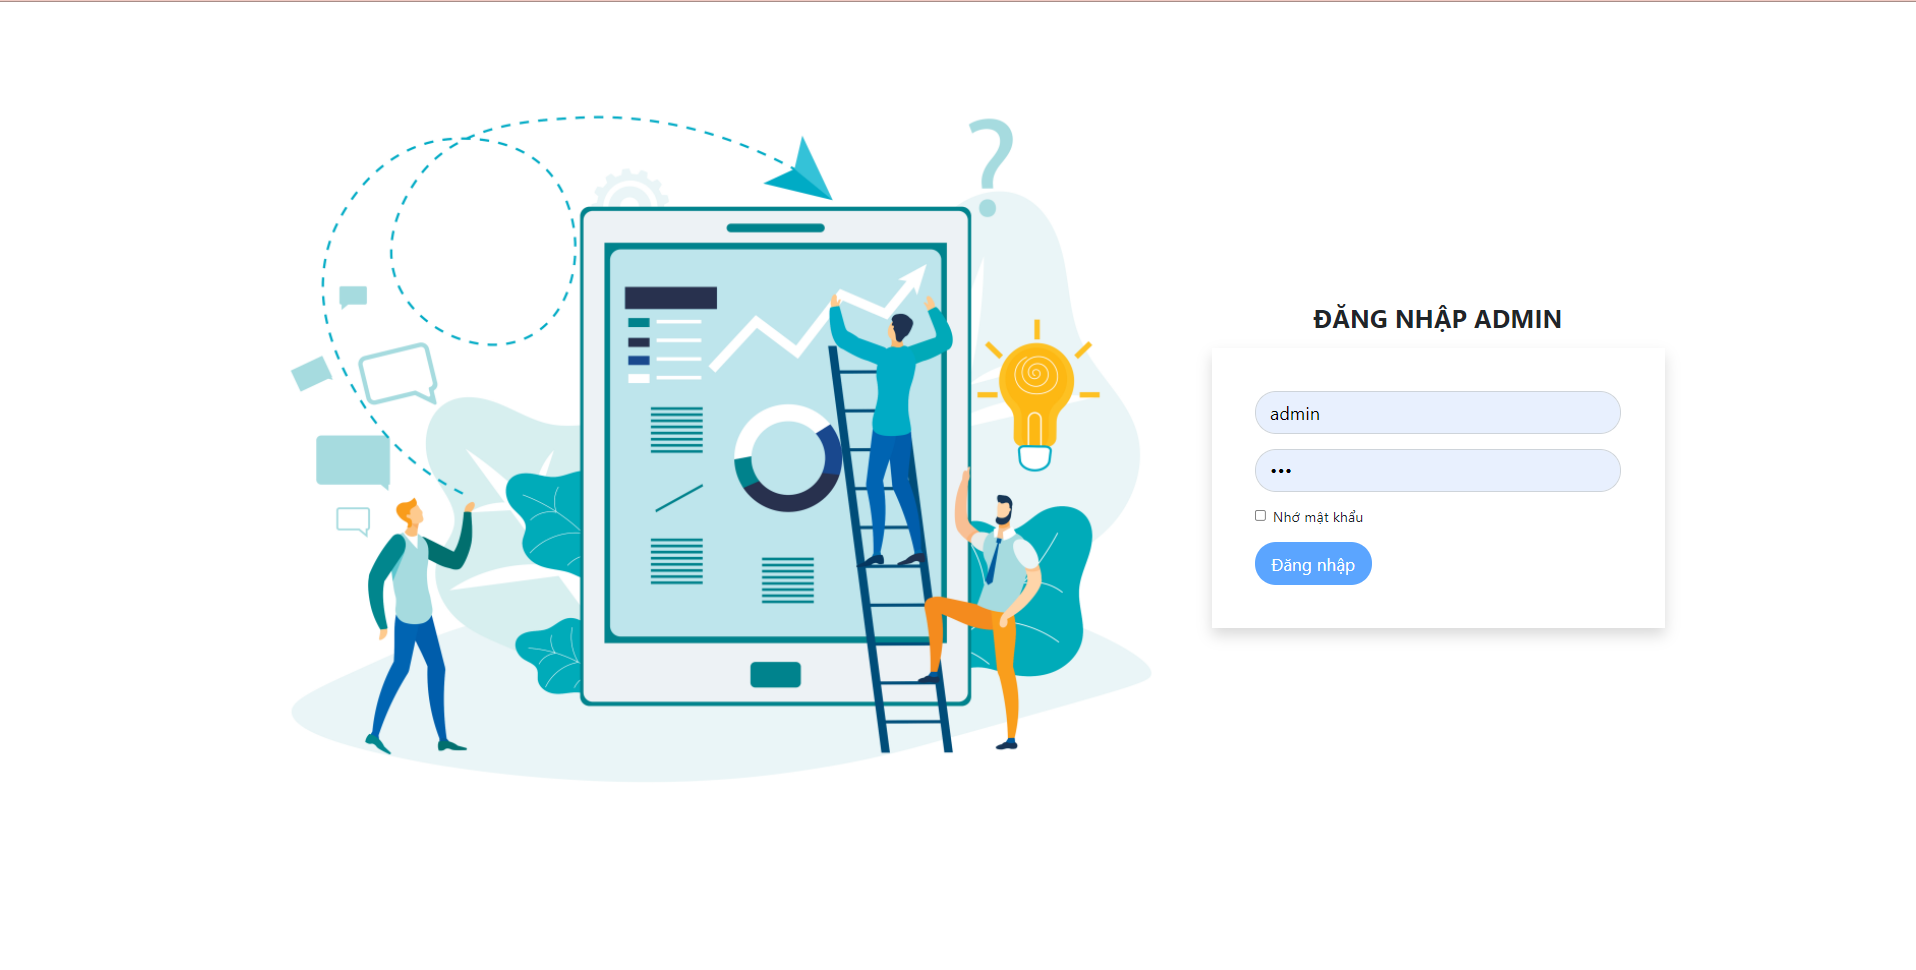 ĐĂNG NHẬP ADMIN
admin
•••
Nhớ mật khẩu
Đăng nhập